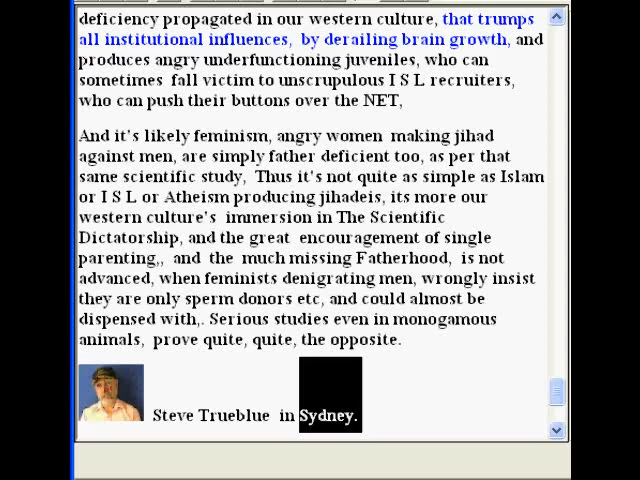 deficiency propagated in our western culture, that trumps
all institutional influences, by derailing brain growth, and
produces angry underfunctioning juveniles, who can
sometimes fall victim to unscrupulous I S L recruiters,
who can push their buttons over the NET,
And it's likely feminism, angry women making jihad
against men, are simply father deficient too, as per that
same scientific study, Thus it's not quite as simple as Islam
or I S L or Atheism producing jihadeis, its more our
western culture's immersion in The Scientific
Dictatorship, and the great encouragement of single
parenting,, and the much missing Fatherhood, is not
advanced, when feminists denigrating men, wrongly insist
they are only sperm donors etc, and could almost be
dispensed with,. Serious studies even in monogamous
animals, prove quite, quite, the opposite.
Steve Trueblue in Sydney.